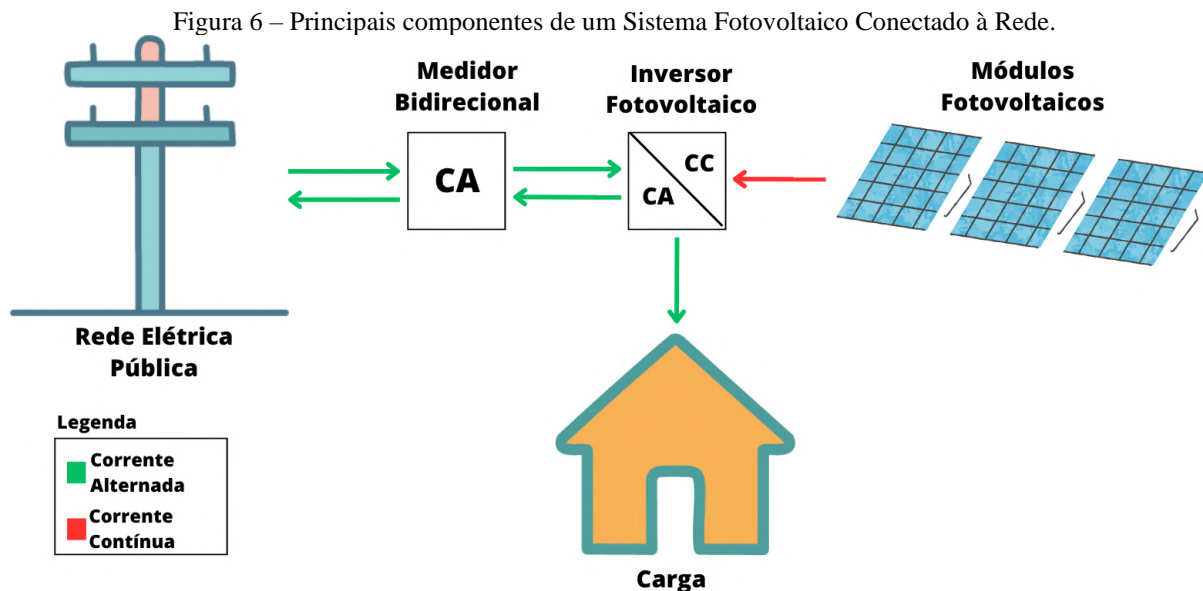 Figura 6 – Principais componentes de um Sistema Fotovoltaico Conectado à Rede.
Medidor
Bidirecional
Inversor
Fotovoltaico
Módulos
Fotovoltaicos
CA
CC
CA
Rede Elétrica
Pública
Legenda
Corrente
Alternada
Corrente
Contínua
Carga